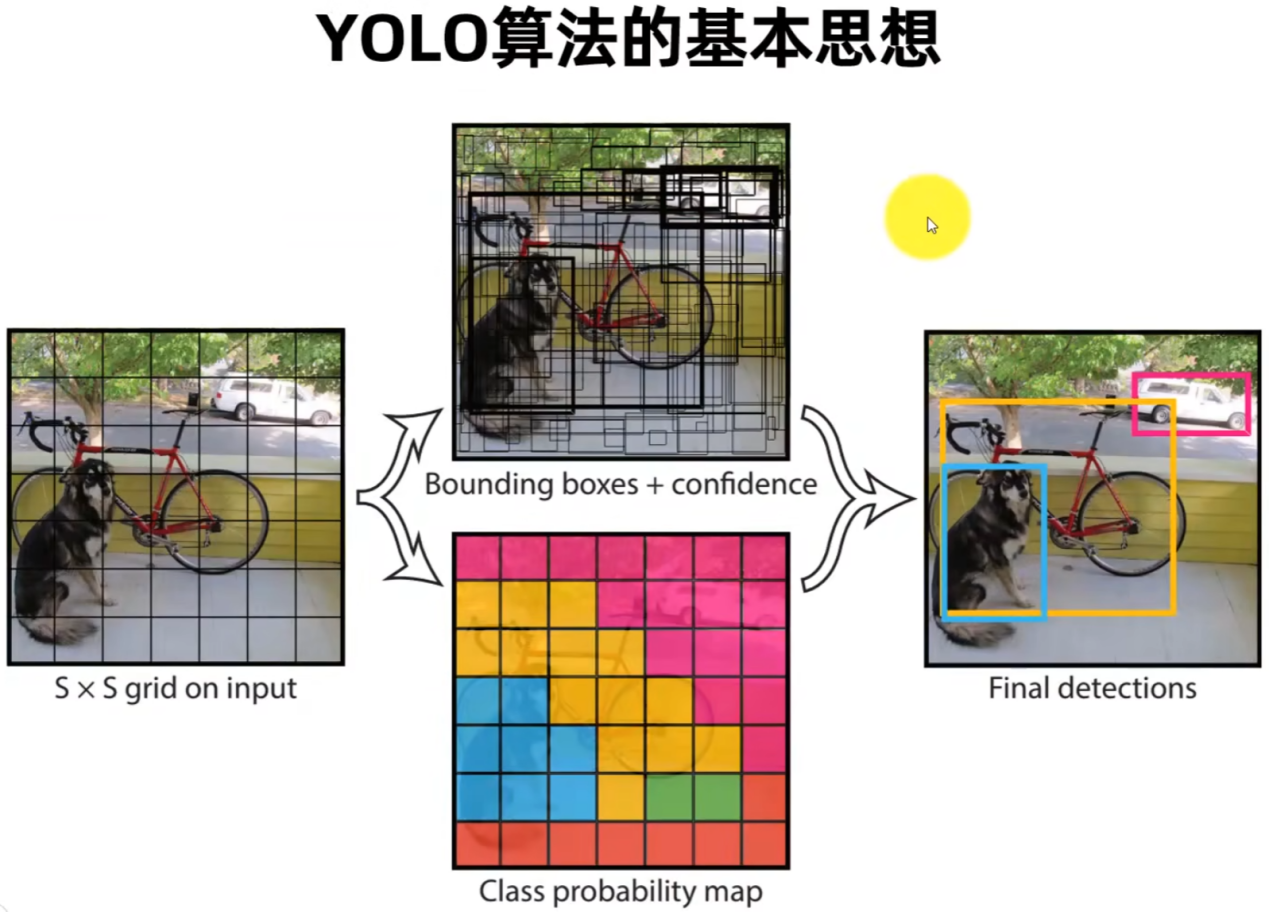 YOLO算法的基本思想
Bounding boxes + confidence
S × S grid on input
Final detections
Class probability map